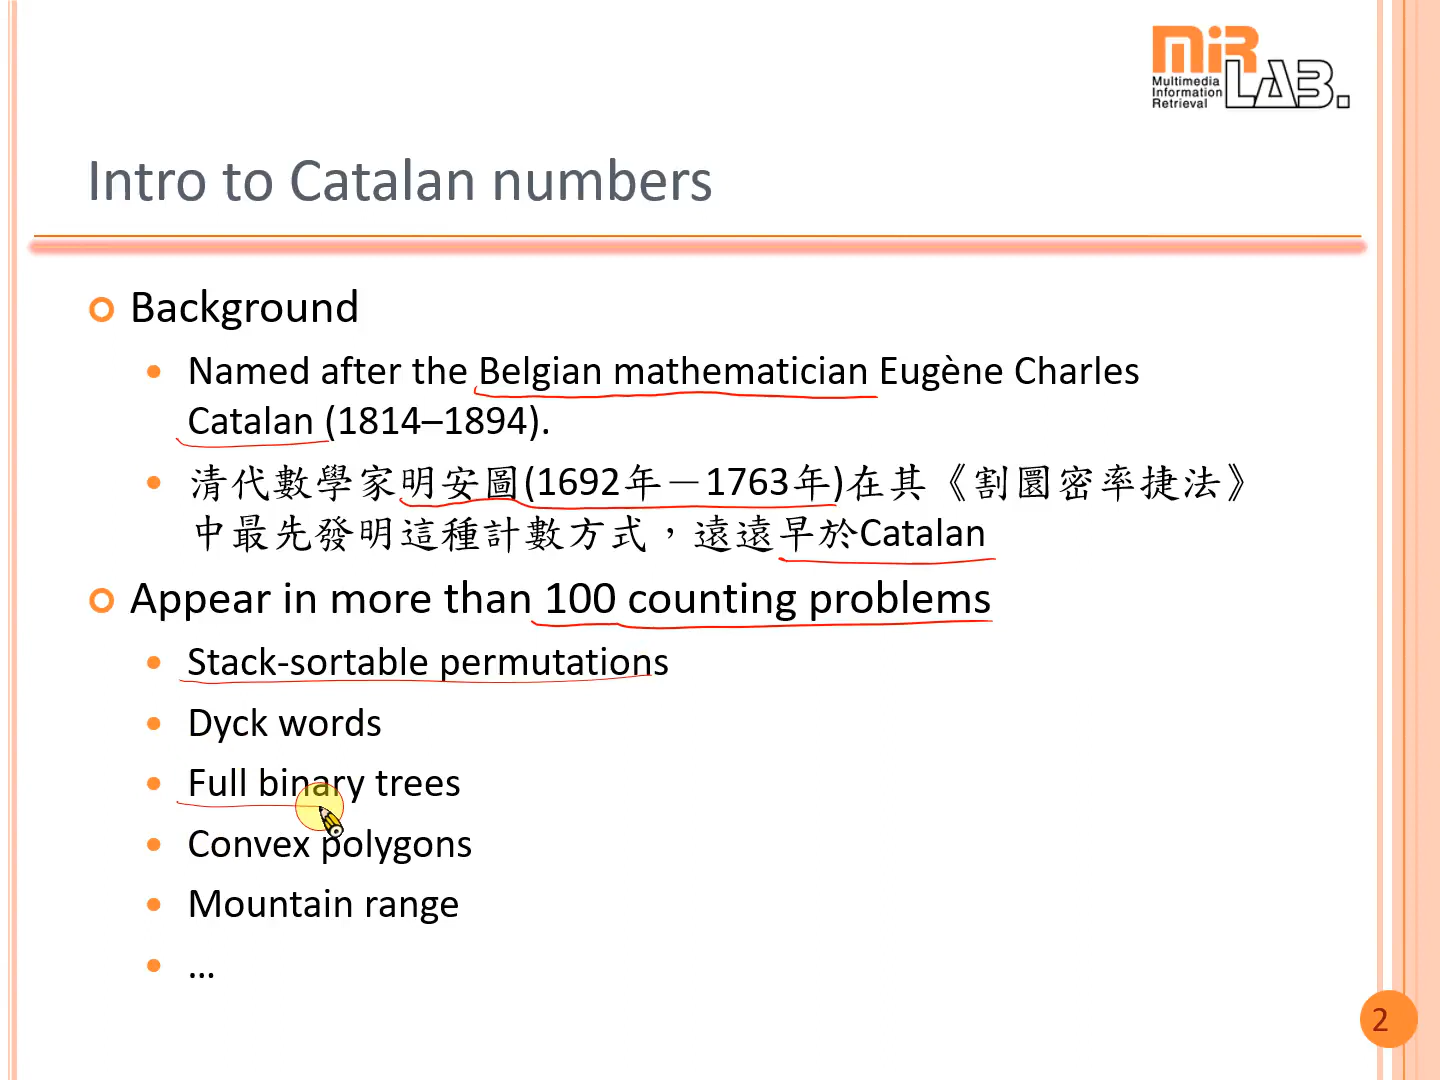 MiR LAB.
Multimedia
Information
Retrieval
Intro to Catalan numbers
Background
Named after the Belgian mathematician Eugène Charles
Catalan (1814–1894).
清代數學家明安圖(1692年－1763年)在其《割圜密率捷法》
中最先發明這種計數方式，遠遠早於Catalan
Appear in more than 100 counting problems
Stack-sortable permutations
Dyck words
Full binary trees
Convex polygons
Mountain range
...
2